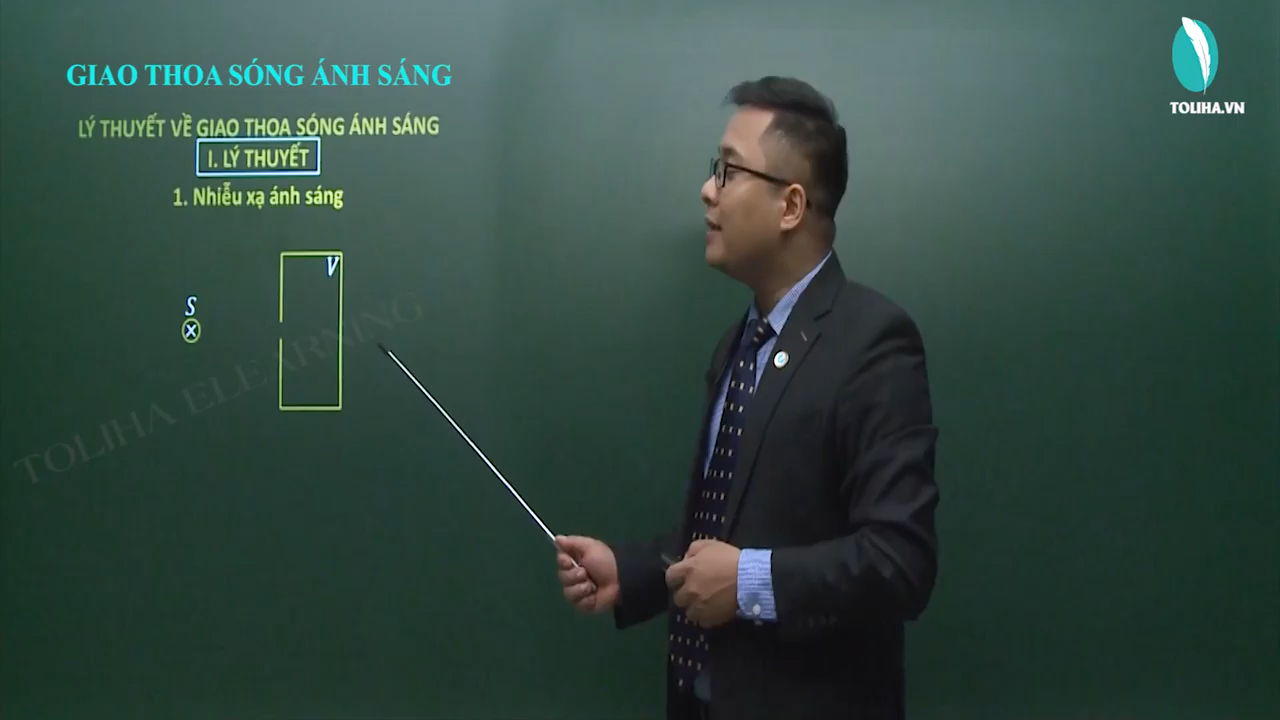 GIAO THOA SÓNG ÁNH SÁNG
LÝ THUYẾT VỀ GIAO THOA SÓNG ÁNH SÁNG
I. LÝ THUYẾT
1. Nhiễu xạ ánh sáng
V
S
TOLIHA ELEARNING
TOLIHA.VN